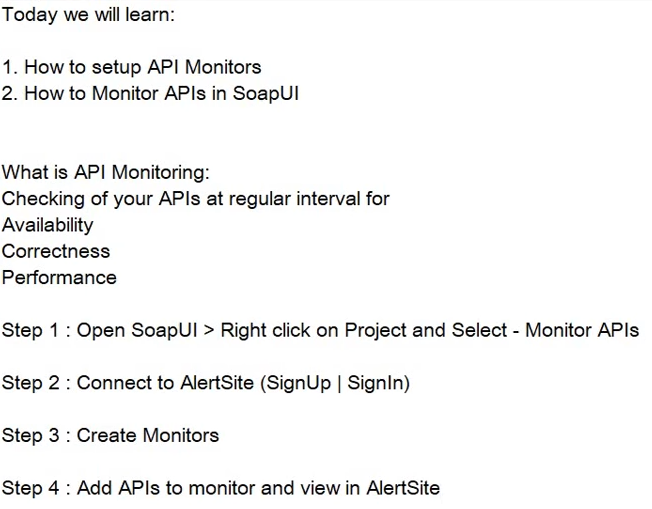 Today we will learn:
1. How to setup API Monitors
2. How to Monitor APIs in SoapUI
What is API Monitoring:
Checking of your APIs at regular interval for
Availability
Correctness
Performance
Step 1 : Open SoapUI > Right click on Project and Select - Monitor APIs
Step 2 : Connect to AlertSite (SignUp | SignIn)
Step 3 : Create Monitors
Step 4 : Add APIs to monitor and view in AlertSite